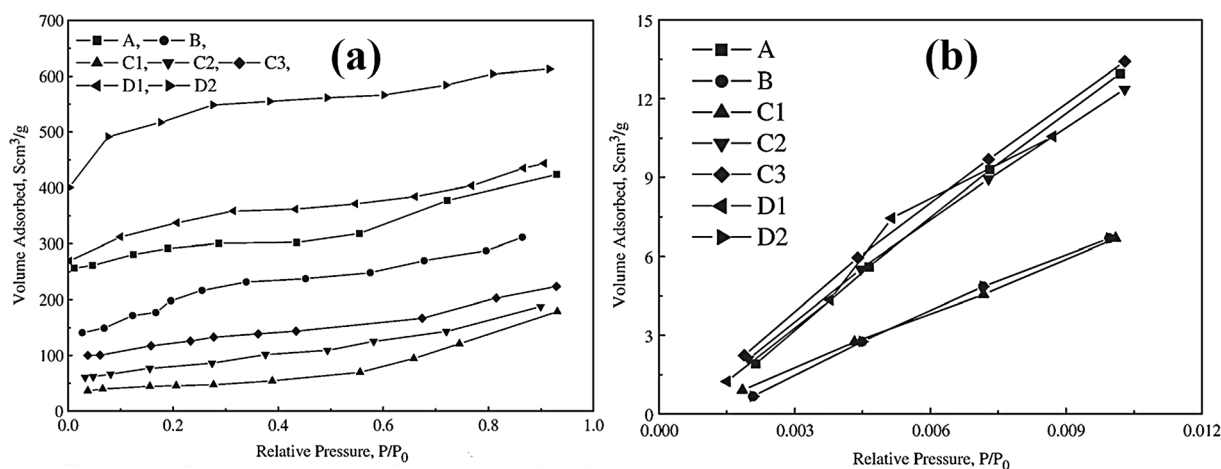 (a)
A, B,
C1, C2, C3,
D1, D2
700
600
500
400
300
200
100
0
Volume Adsorbed, Scm³/g
0.0 0.2 0.4 0.6 0.8 1.0
Relative Pressure, P/P₀
(b)
A
B
C1
C2
C3
D1
D2
15
12
9
6
3
0
Volume Adsorbed, Scm³/g
0.000 0.003 0.006 0.009 0.012
Relative Pressure, P/P₀